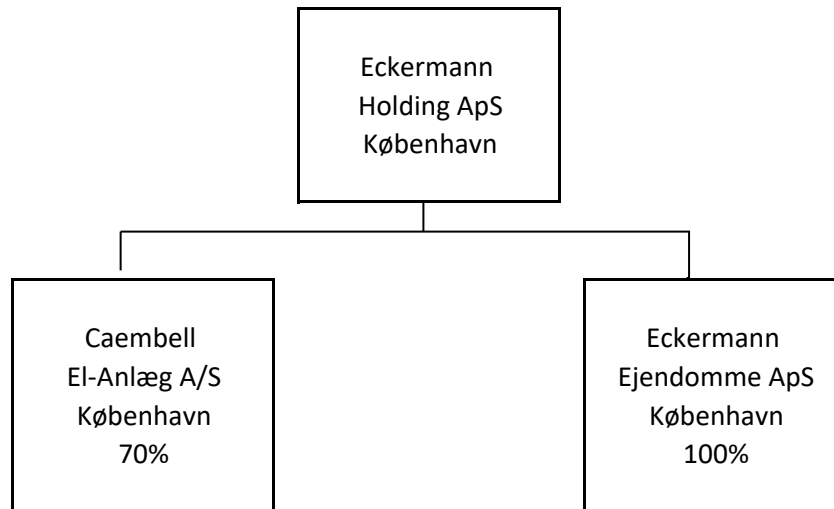 Eckermann
Holding ApS
København
Caembell
El-Anlæg A/S
København
70%
Eckermann
Ejendomme ApS
København
100%